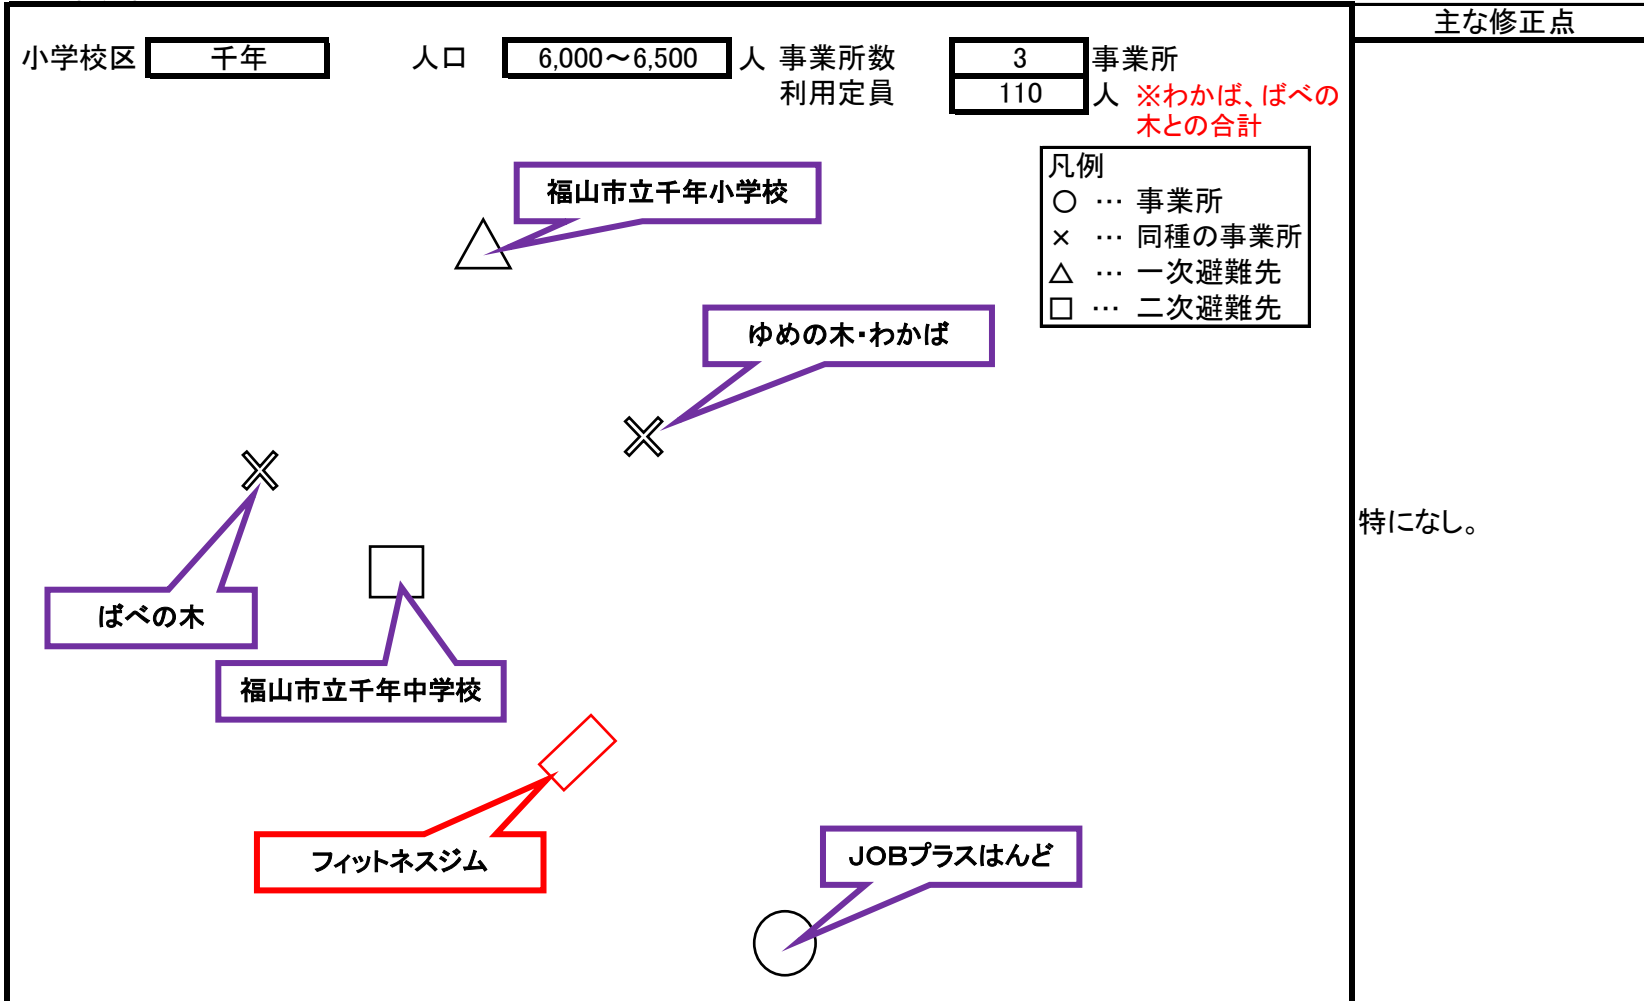 主な修正点
小学校区 千年 人口 6,000～6,500 人 事業所数 3 事業所
利用定員 110 人 ※わかば、ばべの
木との合計
凡例
○ … 事業所
× … 同種の事業所
△ … 一次避難先
□ … 二次避難先
福山市立千年小学校
ゆめの木・わかば
特になし。
ばべの木
福山市立千年中学校
フィットネスジム
JOBプラスはんど